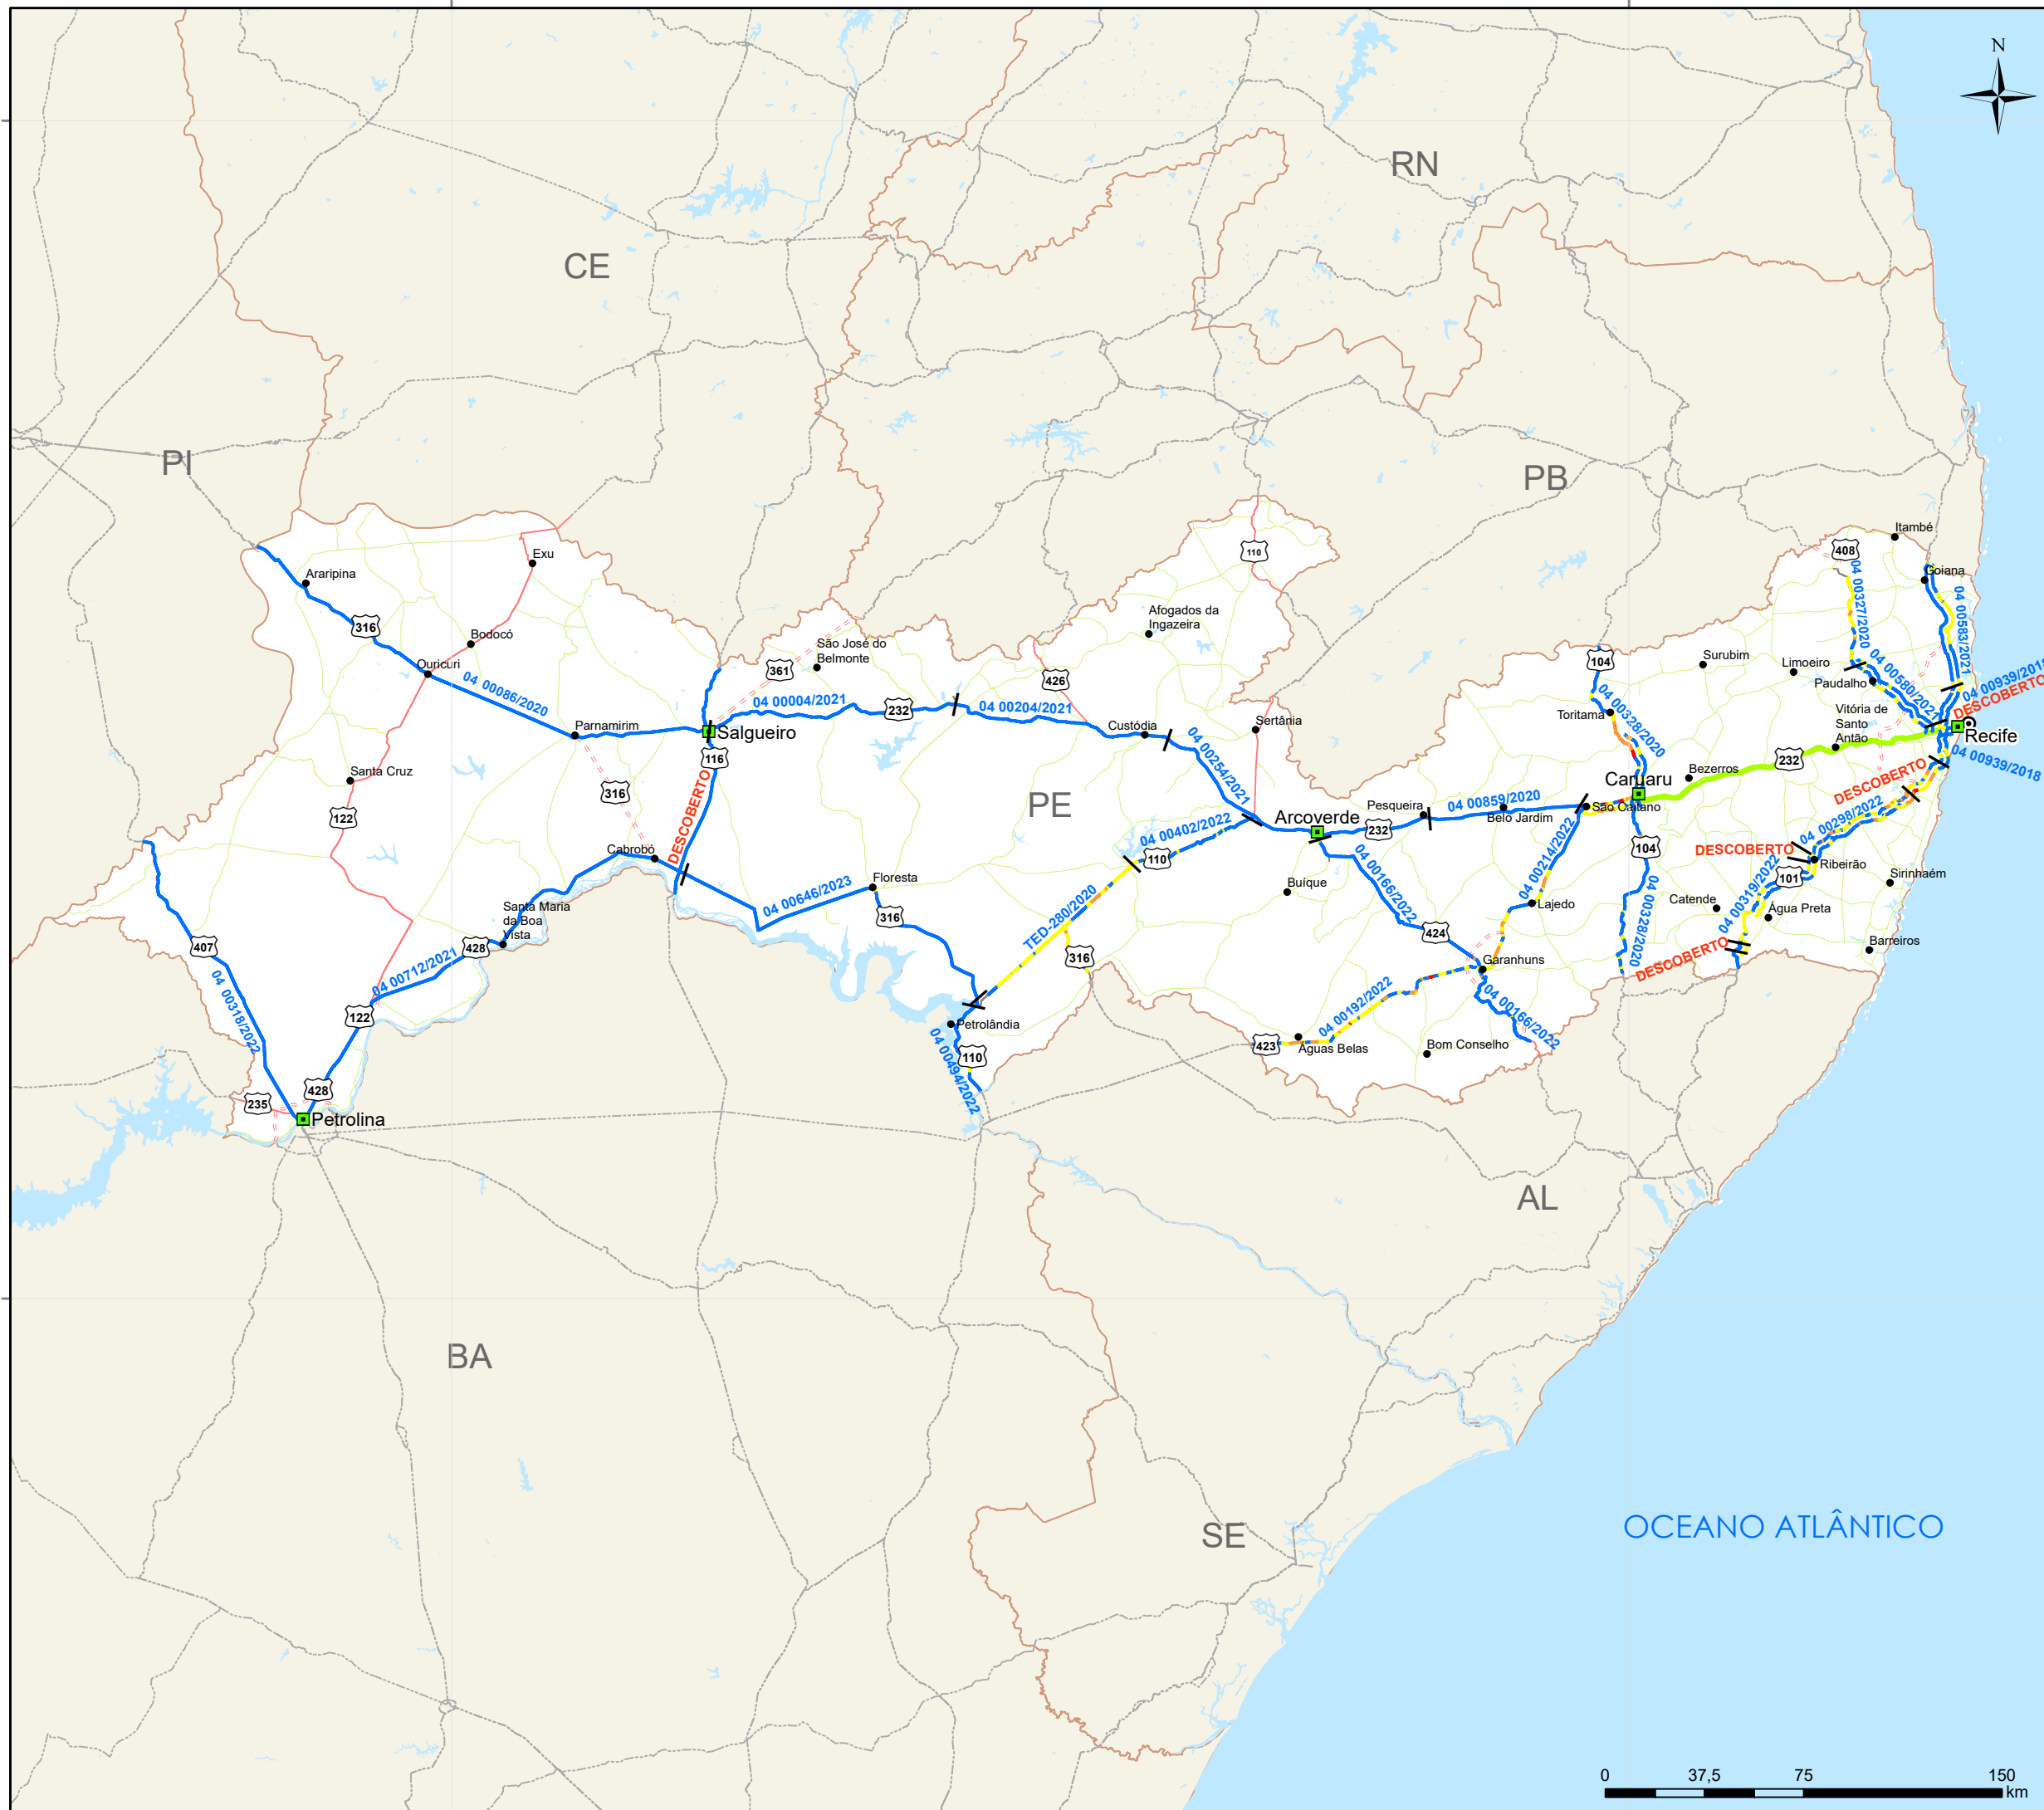 N
RN
CE
PI
PB
Itambé
408
Exu
110
Goiana
Araripina
04 00327/2020
04 00583/2021
316
Afogados da
Ingazeira
Bodocó
São José do
Belmonte
104
Surubim
Ouricuri
361
Limoeiro
426
Paudalho
04 00580/2021
04 00939/2018
DESCOBERTO
04 00086/2020
04 00004/2021
232
04 00204/2021
04 00328/2020
Toritama
Vitória de
Santo
Antão
Parnamirim
Salgueiro
Custódia
Sertânia
Recife
116
04 00254/2021
232
04 00939/2018
Santa Cruz
Bezerros
Caruaru
DESCOBERTO
316
DESCOBERTO
PE
Pesqueira
04 00859/2020
São Caitano
122
Arcoverde
232
Belo Jardim
04 00402/2022
04 00298/2022
104
DESCOBERTO
Cabrobó
110
Ribeirão
Floresta
04 00646/2023
Buíque
04 00166/2022
04 00214/2022
101
Sirinhaém
04 00319/2022
Catende
Lajedo
Água Preta
Santa Maria
da Boa
Vista
316
TED-280/2020
424
04 00328/2020
407
428
DESCOBERTO
Barreiros
316
Garanhuns
04 00712/2021
04 00318/2022
04 00192/2022
04 00166/2022
122
Petrolândia
423
Águas Belas
Bom Conselho
110
04 00494/2022
428
235
Petrolina
AL
BA
OCEANO ATLÂNTICO
SE
0 37,5 75 150
km